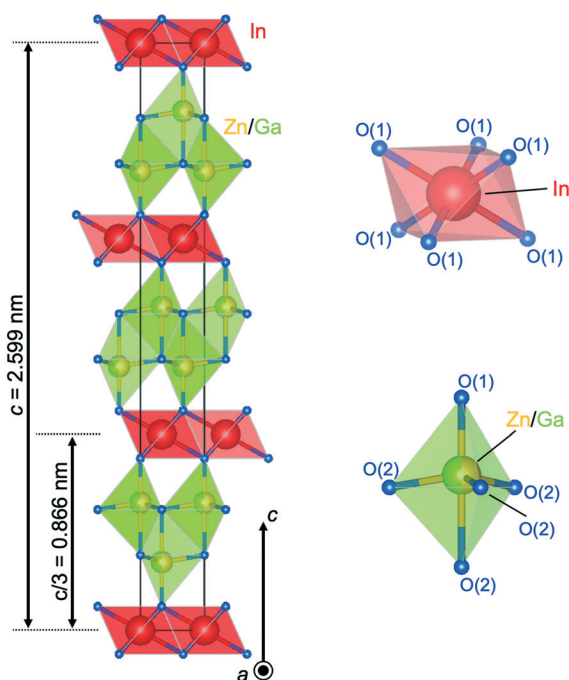 In
Zn/Ga
c = 2.599 nm
c/3 = 0.866 nm
c
a
O(1)
O(1)
O(1)
In
O(1)
O(1)
O(1)
O(1)
Zn/Ga
O(2)
O(2)
O(2)
O(2)